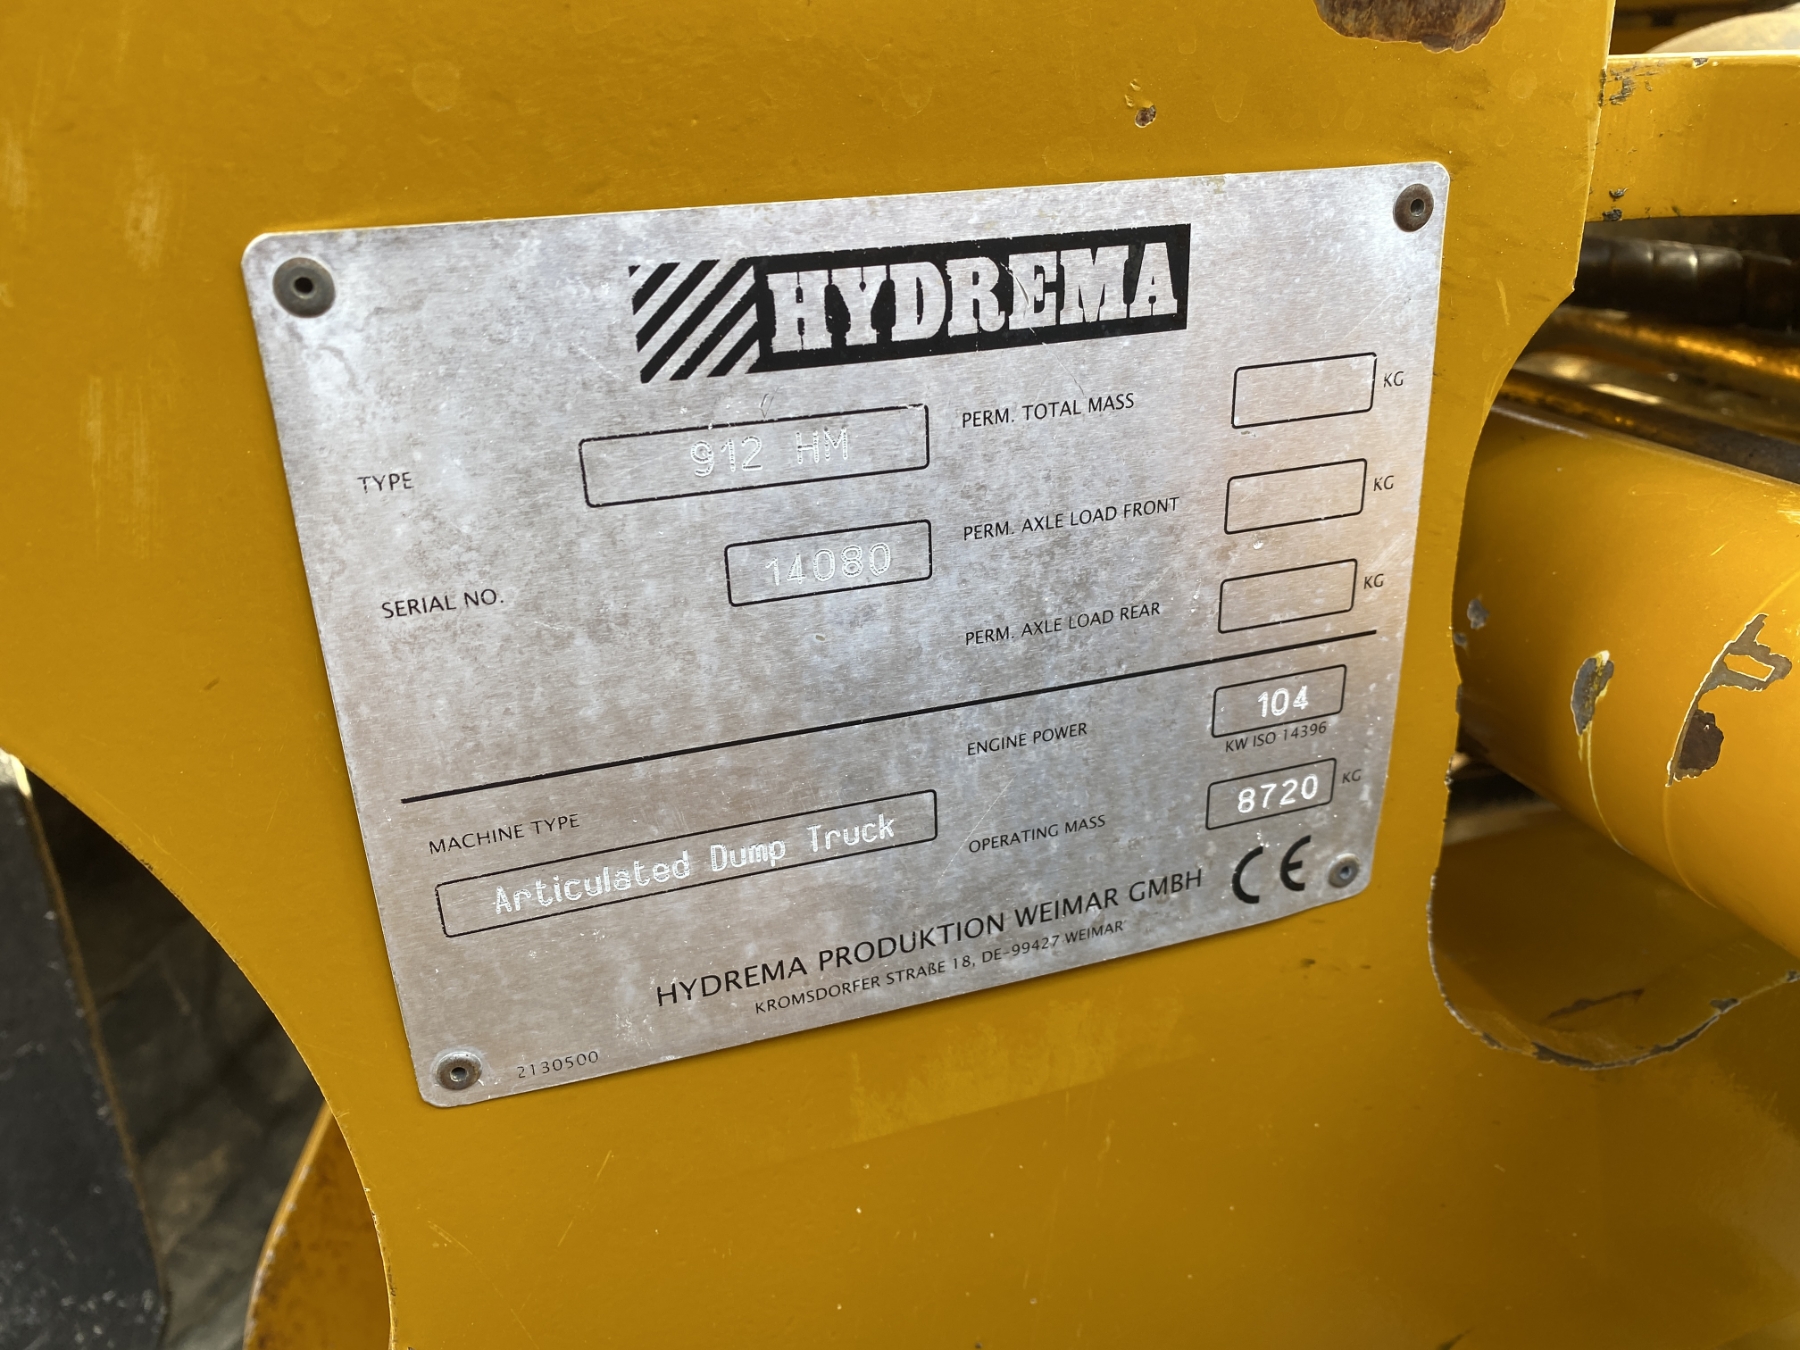 HYDREMA
TYPE 912 HM
SERIAL NO. 14080
PERM. TOTAL MASS KG
PERM. AXLE LOAD FRONT KG
PERM. AXLE LOAD REAR KG
MACHINE TYPE
Articulated Dump Truck
ENGINE POWER 104
KW ISO 14396
OPERATING MASS 8720 KG
CE
HYDREMA PRODUKTION WEIMAR GMBH
KROMSDORFER STRAßE 18, DE-99427 WEIMAR
2130500